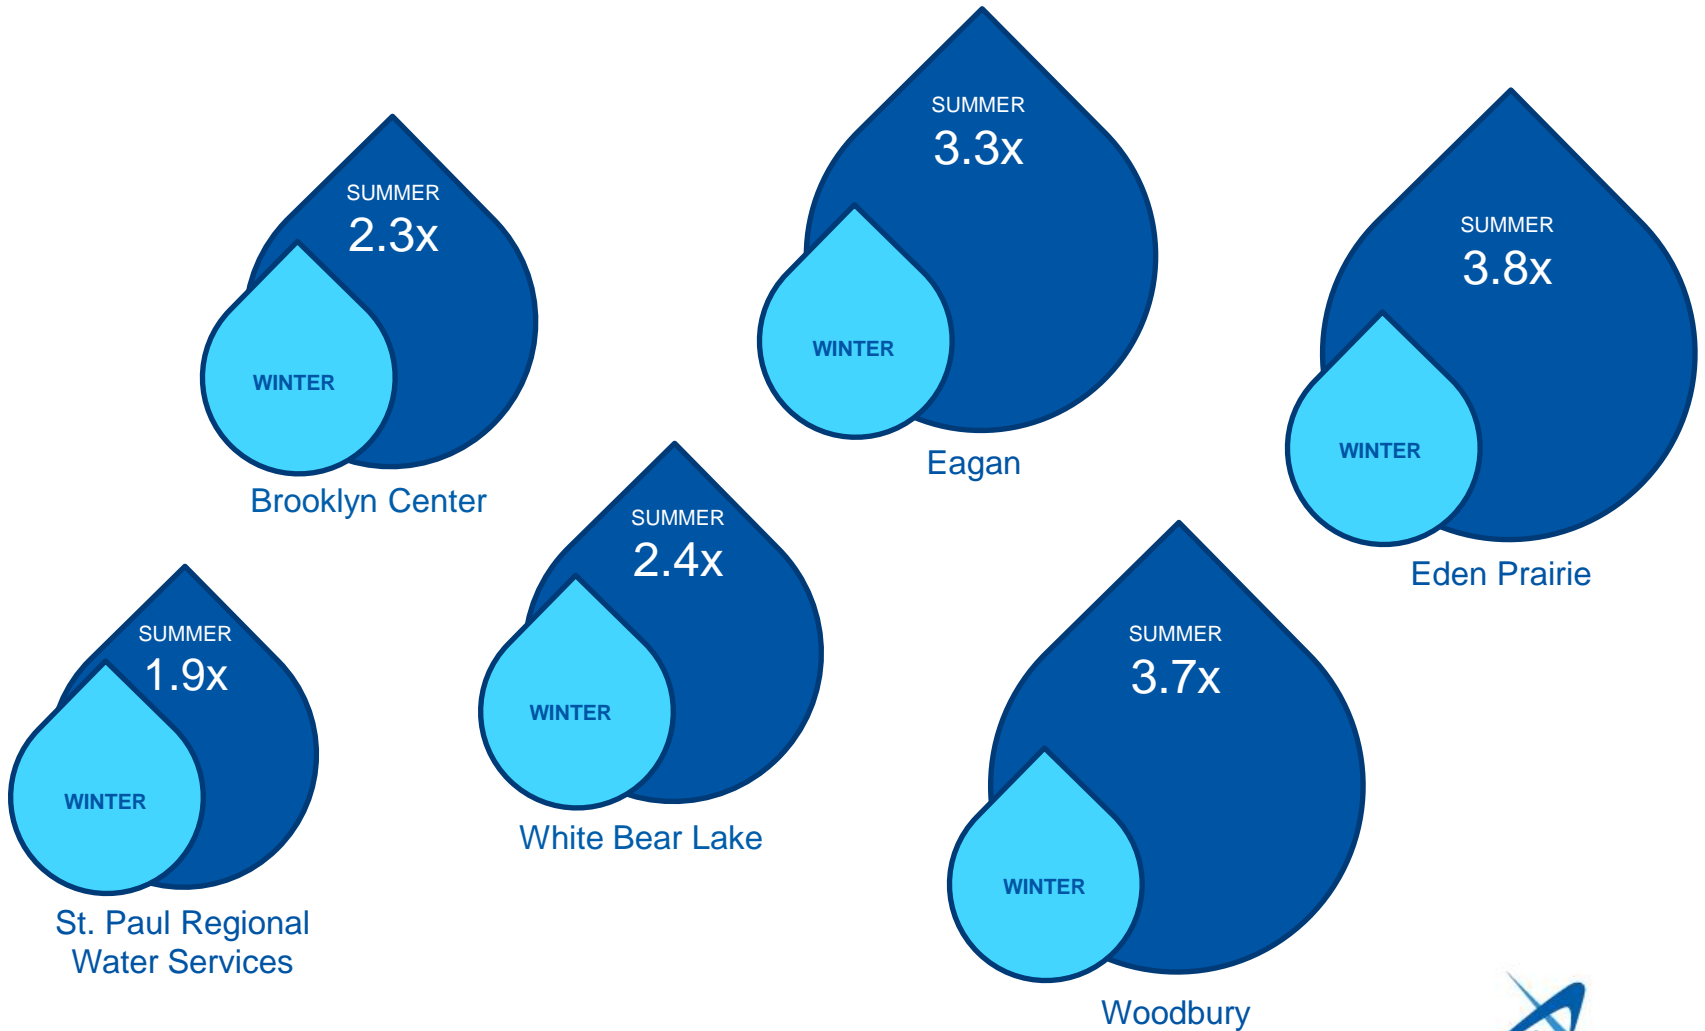 SUMMER
2.3x
WINTER
Brooklyn Center
SUMMER
3.3x
WINTER
Eagan
SUMMER
3.8x
WINTER
Eden Prairie
SUMMER
1.9x
WINTER
St. Paul Regional
Water Services
SUMMER
2.4x
WINTER
White Bear Lake
SUMMER
3.7x
WINTER
Woodbury